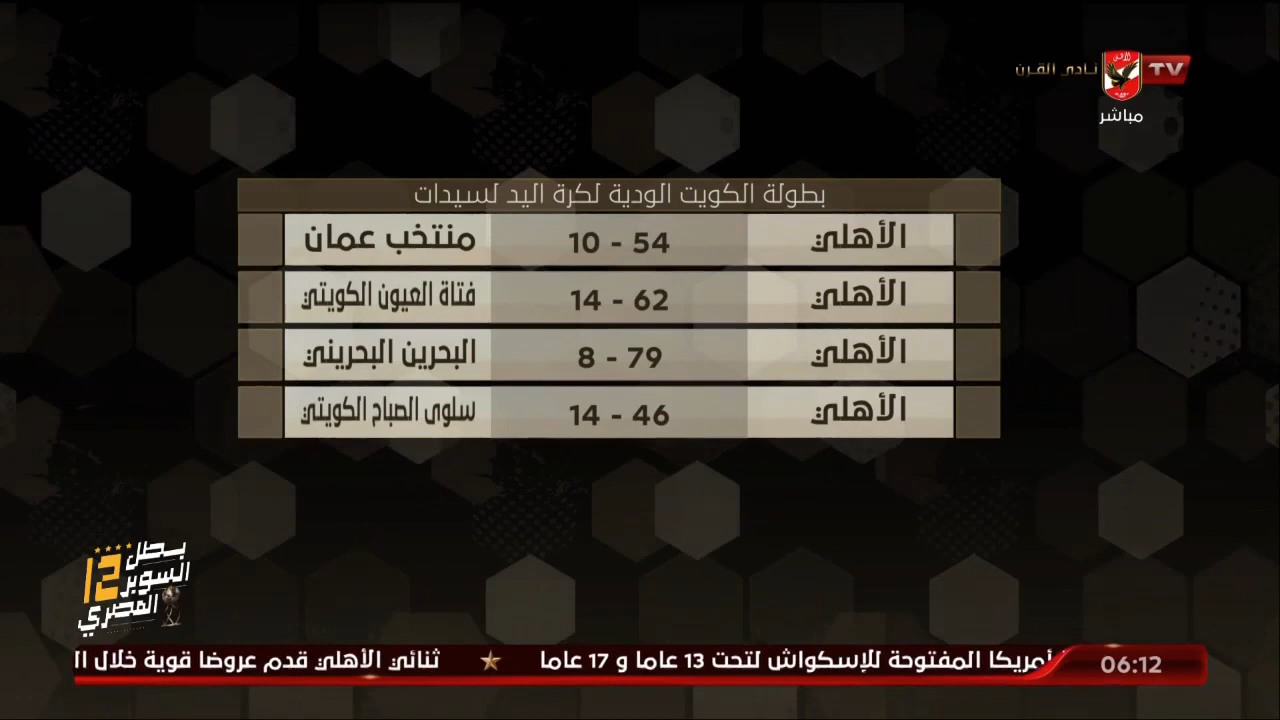 نادي القرن
TV
مباشر
بطولة الكويت الودية لكرة اليد لسيدات
الأهلي 54 - 10 منتخب عمان
الأهلي 62 - 14 فتاة العيون الكويتي
الأهلي 79 - 8 البحرين البحريني
الأهلي 46 - 14 سلوى الصباح الكويتي
بطل
السوبر 12
المصري
06:12
أمريكا المفتوحة للإسكواش لتحت 13 عاما و 17 عاما ★ ثنائي الأهلي قدم عروضا قوية خلال ال